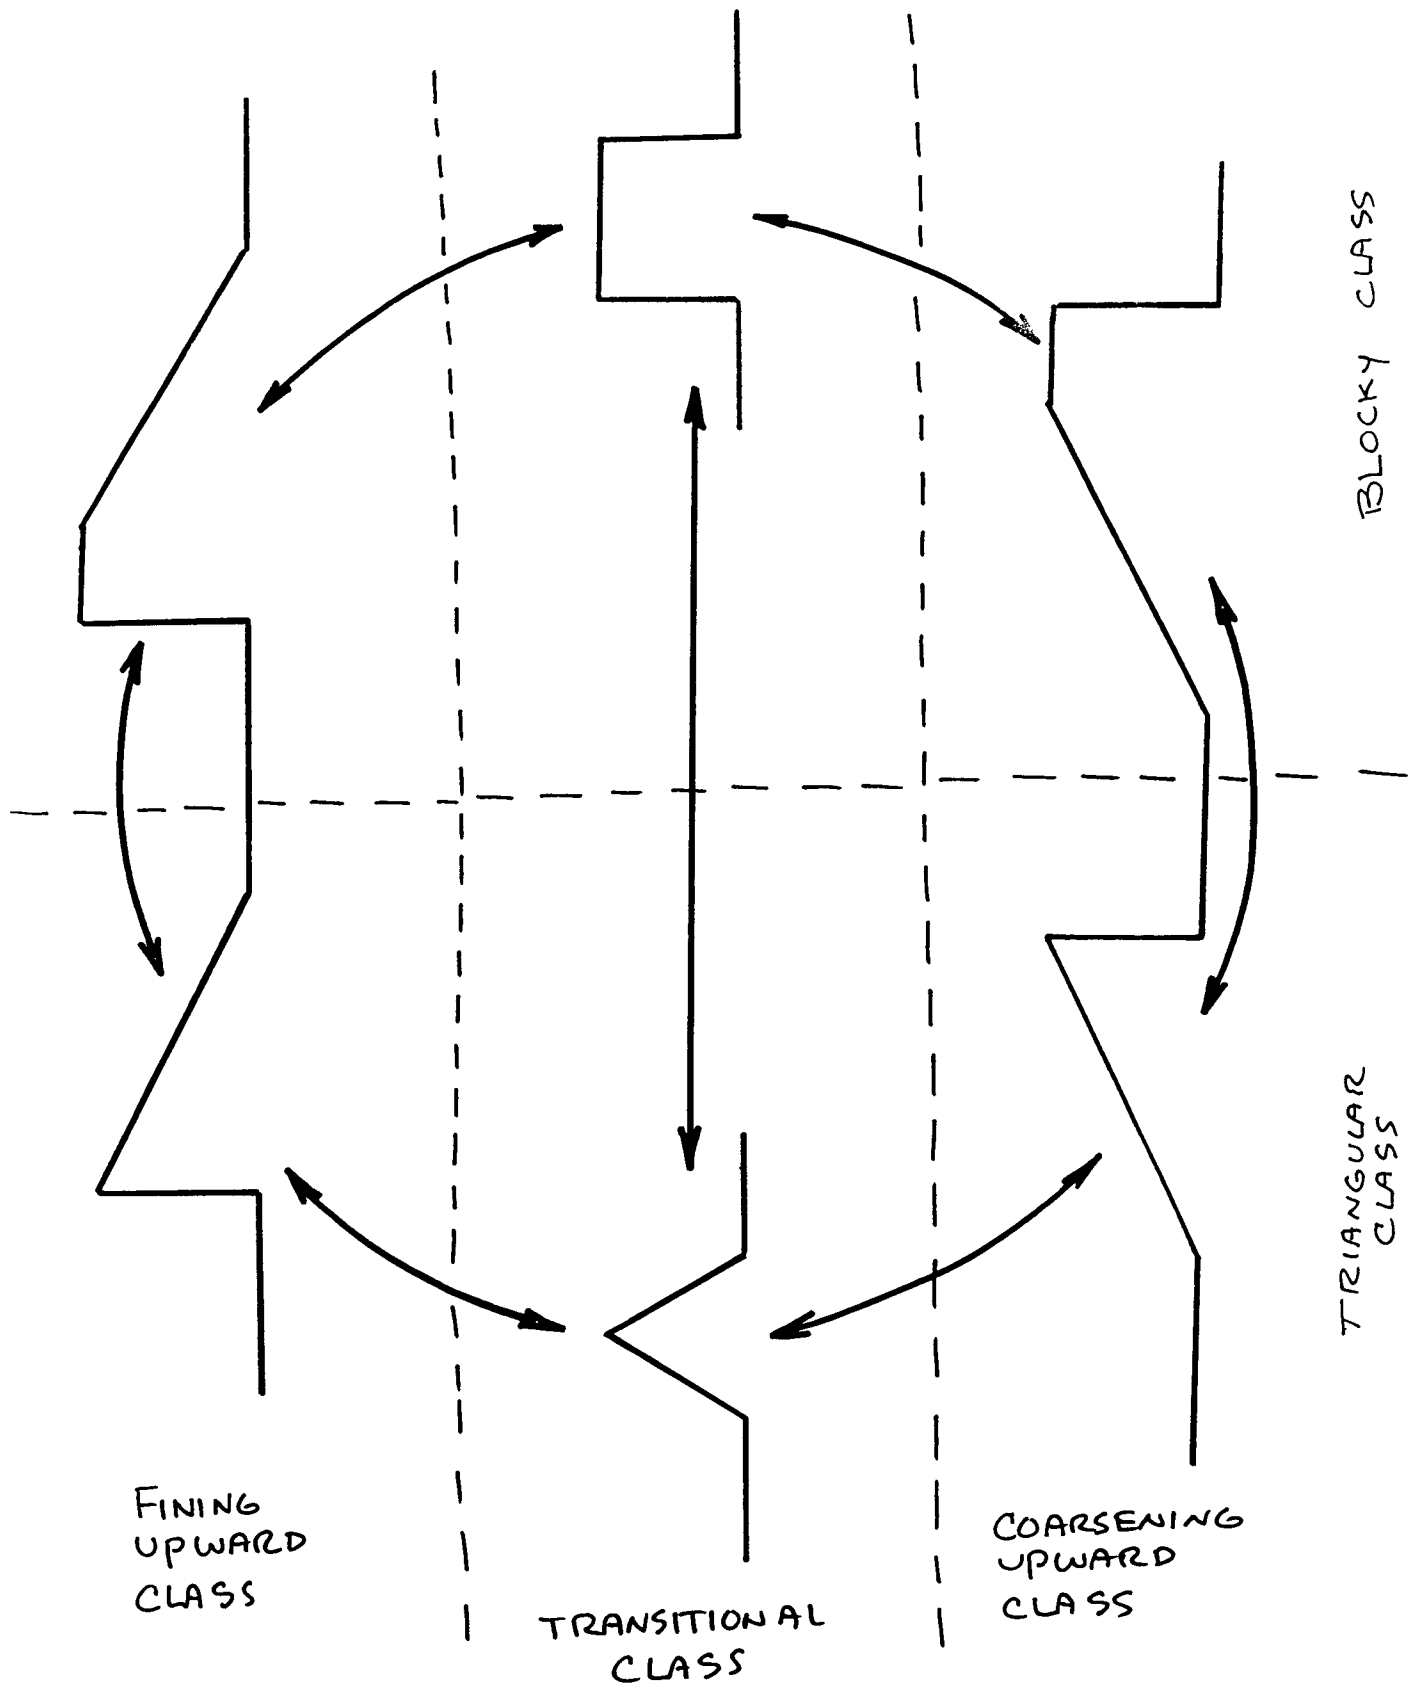 BLOCKY CLASS
TRIANGULAR
CLASS
FINING
UPWARD
CLASS
TRANSITIONAL
CLASS
COARSENING
UPWARD
CLASS